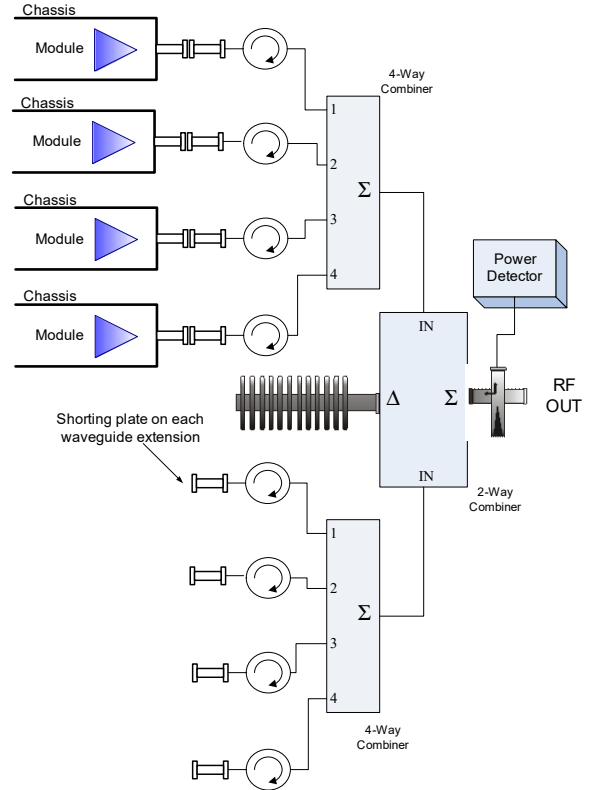 Chassis
Module
4-Way
Combiner
1
Chassis
Module
2
Σ
Chassis
Module
3
4
Power
Detector
Chassis
Module
IN
Δ
Σ
RF
OUT
Shorting plate on each
waveguide extension
IN
2-Way
Combiner
1
2
Σ
3
4
4-Way
Combiner